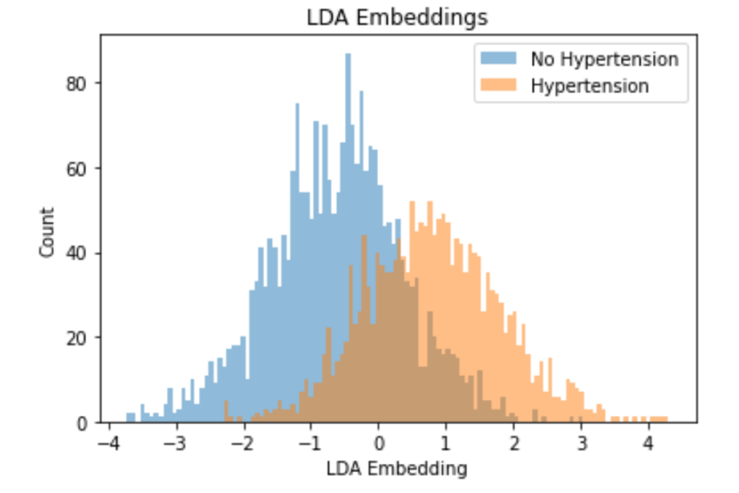 LDA Embeddings
No Hypertension
Hypertension
80
60
40
20
0
Count
−4
−3
−2
−1
0
1
2
3
4
LDA Embedding